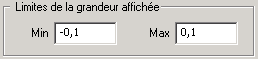 Limites de la grandeur affichée
Min -0,1 Max 0,1